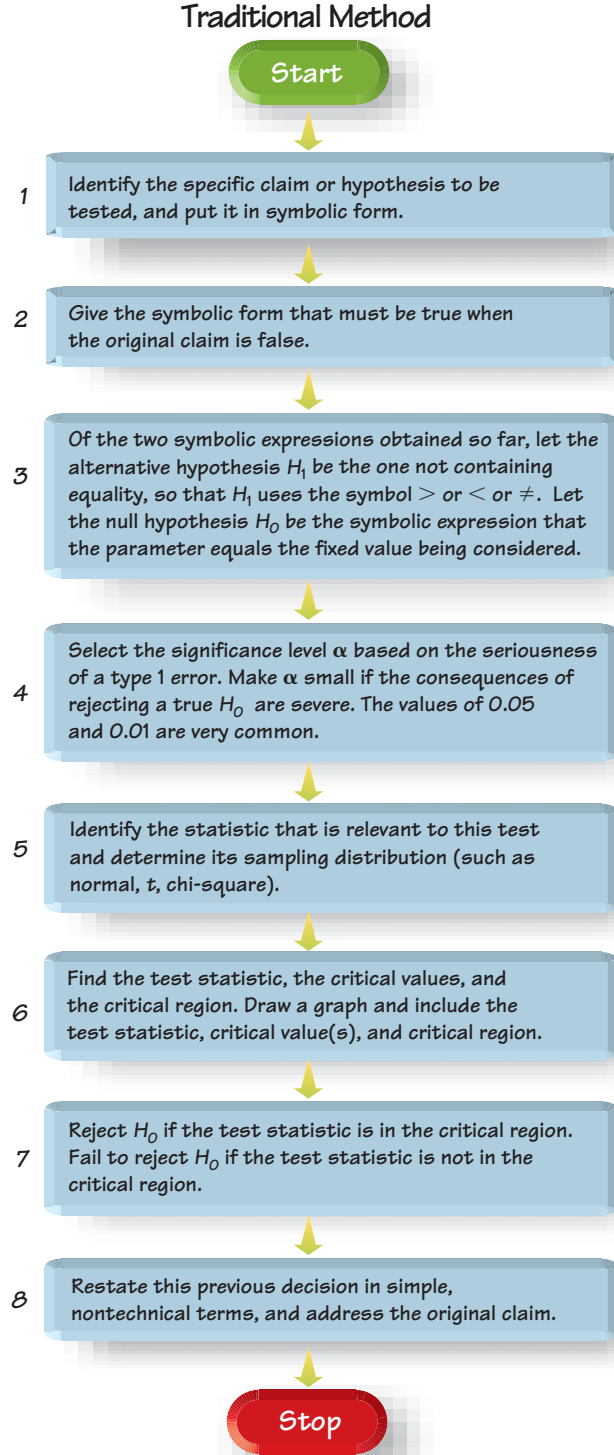 Traditional Method
Start
1
Identify the specific claim or hypothesis to be
tested, and put it in symbolic form.
2
Give the symbolic form that must be true when
the original claim is false.
3
Of the two symbolic expressions obtained so far, let the
alternative hypothesis H₁ be the one not containing
equality, so that H₁ uses the symbol > or < or ≠. Let
the null hypothesis H₀ be the symbolic expression that
the parameter equals the fixed value being considered.
4
Select the significance level α based on the seriousness
of a type 1 error. Make α small if the consequences of
rejecting a true H₀ are severe. The values of 0.05
and 0.01 are very common.
5
Identify the statistic that is relevant to this test
and determine its sampling distribution (such as
normal, t, chi-square).
6
Find the test statistic, the critical values, and
the critical region. Draw a graph and include the
test statistic, critical value(s), and critical region.
7
Reject H₀ if the test statistic is in the critical region.
Fail to reject H₀ if the test statistic is not in the
critical region.
8
Restate this previous decision in simple,
nontechnical terms, and address the original claim.
Stop